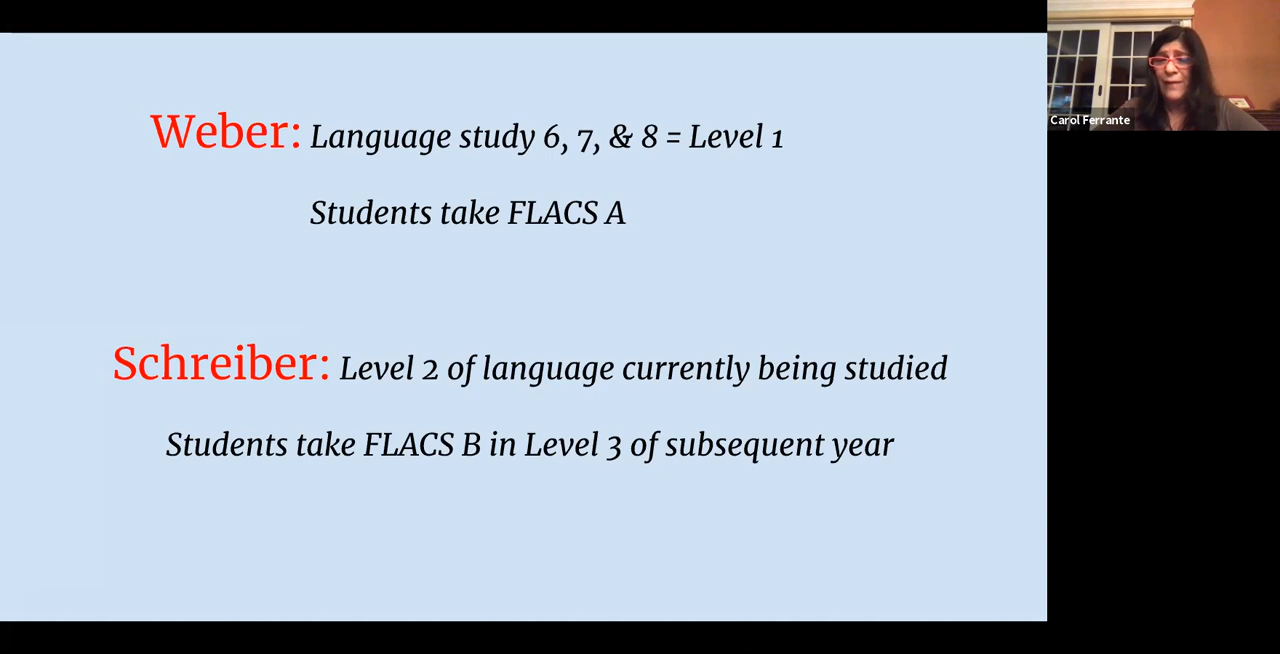 Weber: Language study 6, 7, & 8 = Level 1
Students take FLACS A
Schreiber: Level 2 of language currently being studied
Students take FLACS B in Level 3 of subsequent year
Carol Ferrante